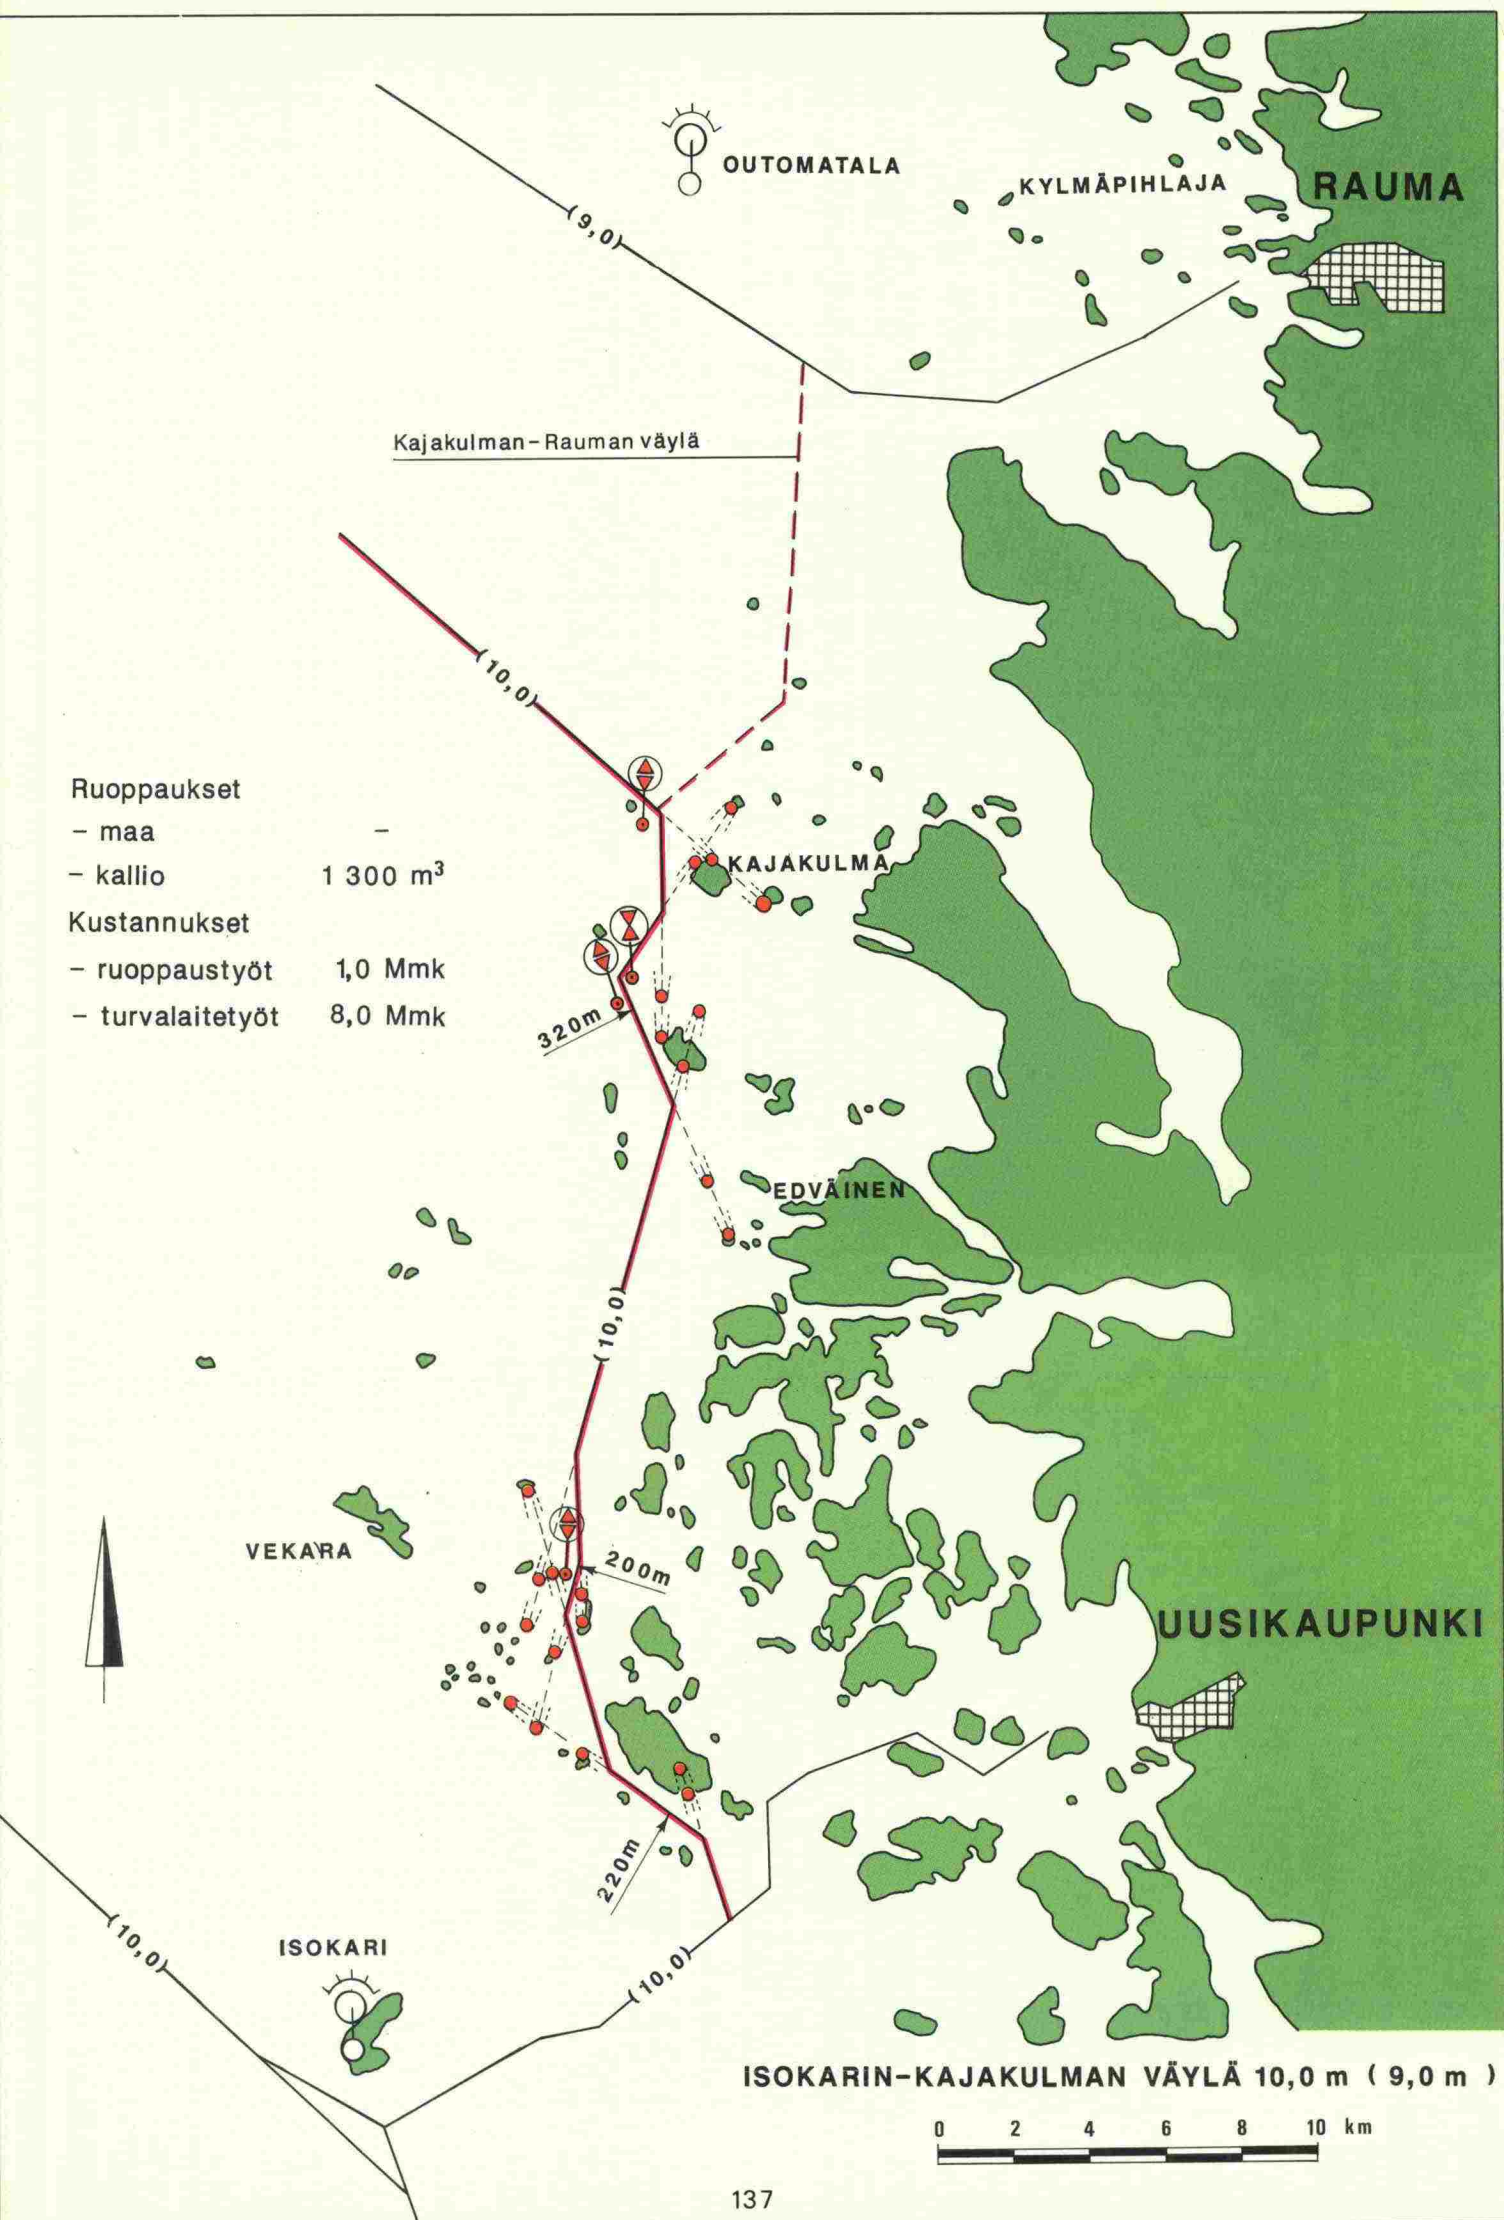 OUTOMATALA
KYLMÄPIHLAJA
RAUMA
(9,0)
Kajakulman-Rauman väylä
(10,0)
Ruoppaukset
- maa –
- kallio 1 300 m³
Kustannukset
- ruoppaustyöt 1,0 Mmk
- turvalaitetyöt 8,0 Mmk
KAJAKULMA
320m
EDVÄINEN
(10,0)
VEKARA
200m
UUSIKAUPUNKI
220m
(10,0)
ISOKARI
(10,0)
ISOKARIN-KAJAKULMAN VÄYLÄ 10,0 m ( 9,0 m )
0 2 4 6 8 10 km
137